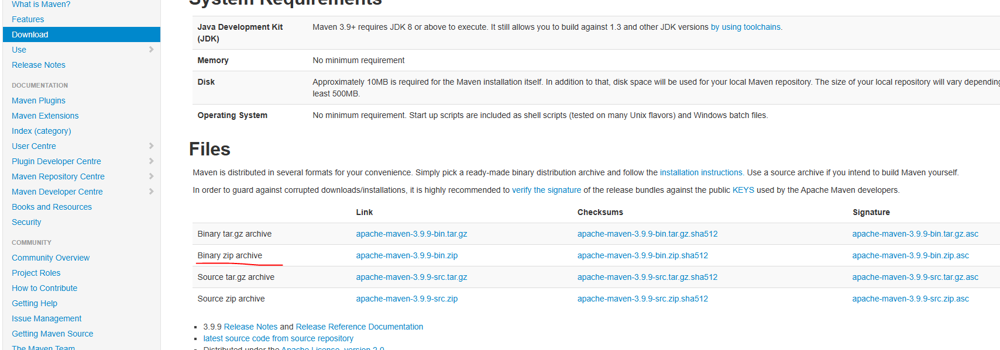 What is Maven?
Features
Download
Use
Release Notes
DOCUMENTATION
Maven Plugins
Maven Extensions
Index (category)
User Centre
Plugin Developer Centre
Maven Repository Centre
Maven Developer Centre
Books and Resources
Security
COMMUNITY
Community Overview
Project Roles
How to Contribute
Getting Help
Issue Management
Getting Maven Source
The Maven Team
System Requirements
Java Development Kit (JDK)
Maven 3.9+ requires JDK 8 or above to execute. It still allows you to build against 1.3 and other JDK versions by using toolchains.
Memory
No minimum requirement
Disk
Approximately 10MB is required for the Maven installation itself. In addition to that, disk space will be used for your local Maven repository. The size of your local repository will vary depending
least 500MB.
Operating System
No minimum requirement. Start up scripts are included as shell scripts (tested on many Unix flavors) and Windows batch files.
Files
Maven is distributed in several formats for your convenience. Simply pick a ready-made binary distribution archive and follow the installation instructions. Use a source archive if you intend to build Maven yourself.
In order to guard against corrupted downloads/installations, it is highly recommended to verify the signature of the release bundles against the public KEYS used by the Apache Maven developers.
Link Checksums Signature
Binary tar.gz archive apache-maven-3.9.9-bin.tar.gz apache-maven-3.9.9-bin.tar.gz.sha512 apache-maven-3.9.9-bin.tar.gz.asc
Binary zip archive apache-maven-3.9.9-bin.zip apache-maven-3.9.9-bin.zip.sha512 apache-maven-3.9.9-bin.zip.asc
Source tar.gz archive apache-maven-3.9.9-src.tar.gz apache-maven-3.9.9-src.tar.gz.sha512 apache-maven-3.9.9-src.tar.gz.asc
Source zip archive apache-maven-3.9.9-src.zip apache-maven-3.9.9-src.zip.sha512 apache-maven-3.9.9-src.zip.asc
3.9.9 Release Notes and Release Reference Documentation
latest source code from source repository
Distributed under the Apache License, version 2.0